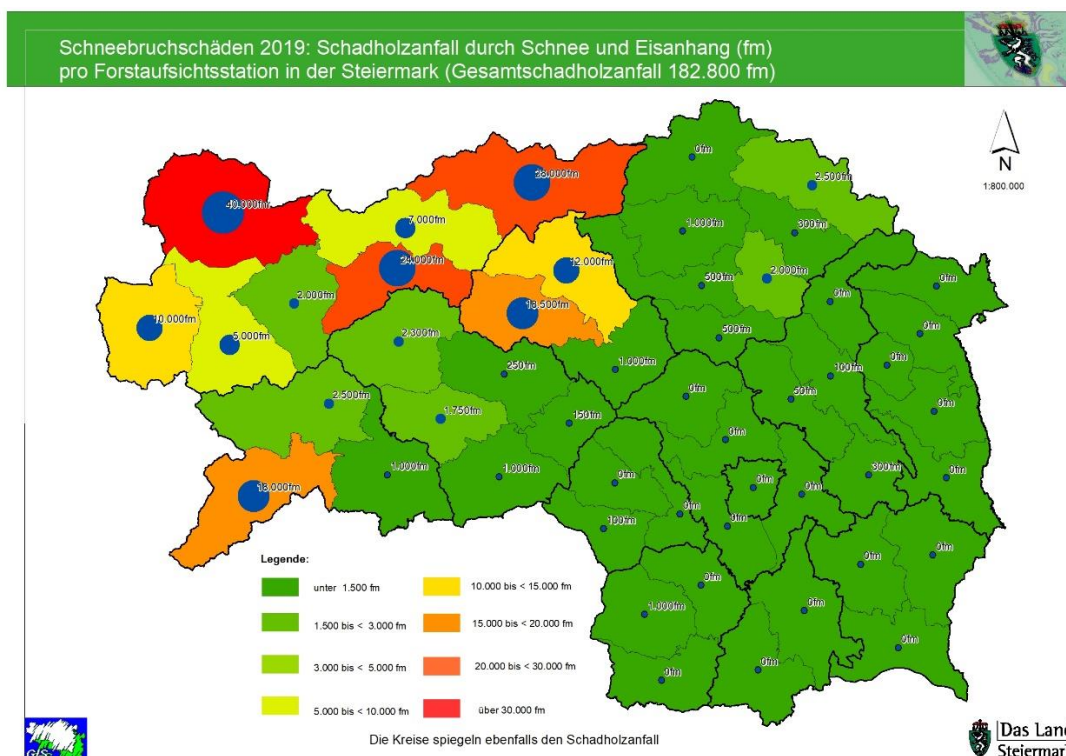 Schneebruchschäden 2019: Schadholzanfall durch Schnee und Eisanhang (fm)
pro Forstaufsichtsstation in der Steiermark (Gesamtschadholzanfall 182.800 fm)
N
1:800.000
0fm
28.000fm
2.500fm
40.000fm
7.000fm
1.000fm
300fm
24.000fm
12.000fm
500fm
2.000fm
0fm
2.000fm
0fm
10.000fm
5.000fm
18.500fm
0fm
2.300fm
500fm
250fm
1.000fm
0fm
100fm
2.500fm
1.750fm
150fm
0fm
50fm
0fm
0fm
18.000fm
1.000fm
1.000fm
0fm
0fm
0fm
300fm
0fm
100fm
0fm
0fm
0fm
0fm
0fm
1.000fm
0fm
0fm
0fm
0fm
Legende:
unter 1.500 fm
10.000 bis < 15.000 fm
1.500 bis < 3.000 fm
15.000 bis < 20.000 fm
3.000 bis < 5.000 fm
20.000 bis < 30.000 fm
5.000 bis < 10.000 fm
über 30.000 fm
Die Kreise spiegeln ebenfalls den Schadholzanfall
GIS
Das Land
Steiermark